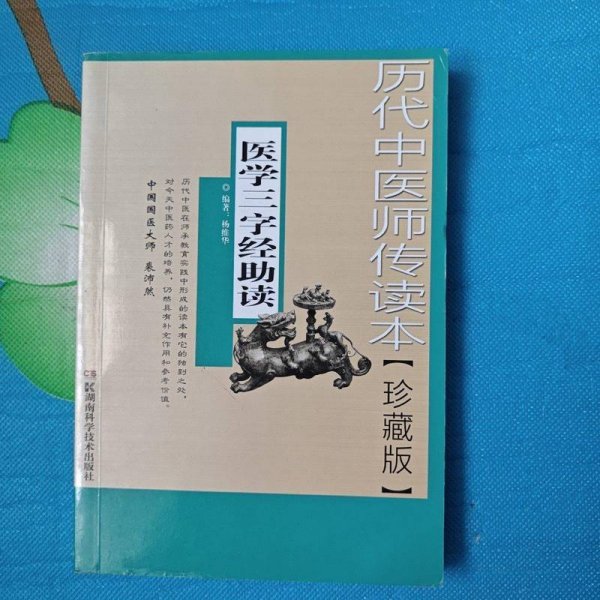 历代中医师传读本【珍藏版】
医学三字经助读
◎编著：杨维华
历代中医在师承教育实践中形成的读本有它的独到之处，
对今天中医药人才的培养，仍然具有补充作用和参考价值。
中国国医大师 裘沛然
CS K湖南科学技术出版社